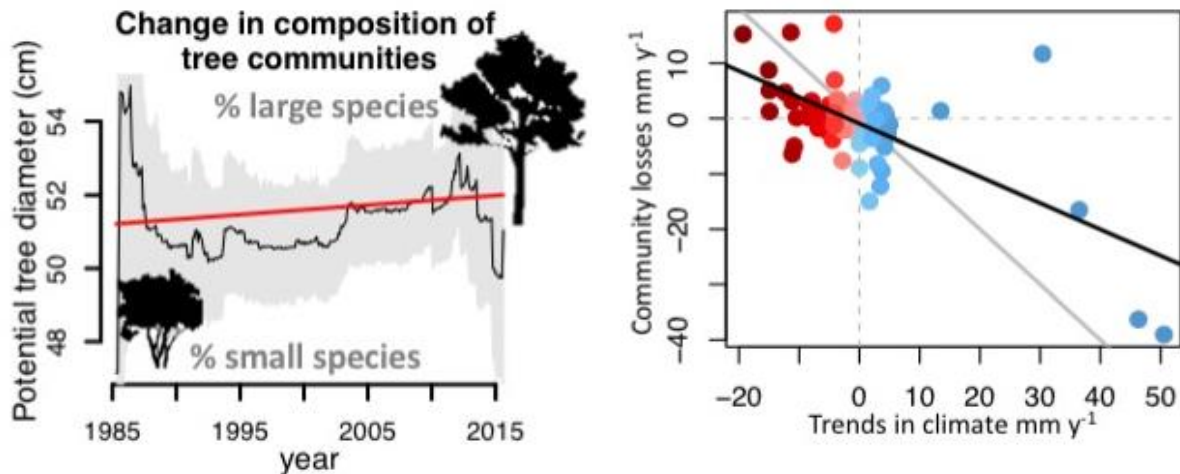 Change in composition of
tree communities
% large species
% small species
Potential tree diameter (cm)
48
50
52
54
1985
1995
2005
2015
year
Community losses mm y⁻¹
10
0
−20
−40
−20
0
10
20
30
40
50
Trends in climate mm y⁻¹